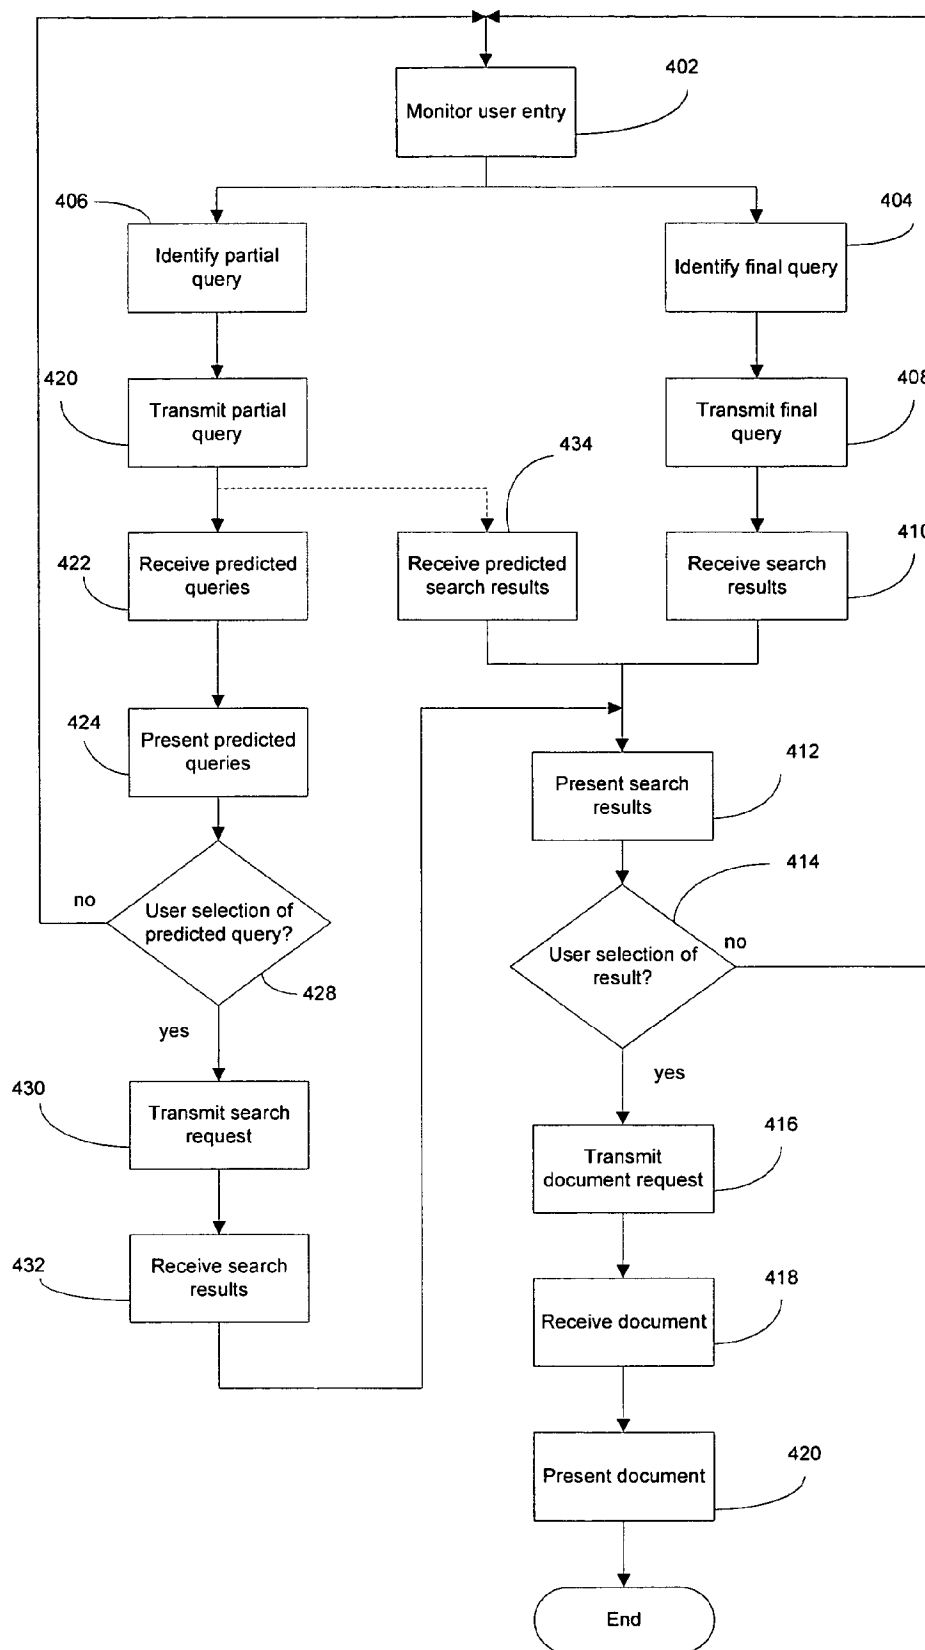 402
Monitor user entry
406
404
Identify partial
query
Identify final query
420
408
Transmit partial
query
Transmit final
query
434
422
410
Receive predicted
queries
Receive predicted
search results
Receive search
results
424
Present predicted
queries
412
Present search
results
414
no
User selection of
predicted query?
428
no
User selection of
result?
yes
yes
430
Transmit search
request
416
Transmit
document request
432
Receive search
results
418
Receive document
420
Present document
End